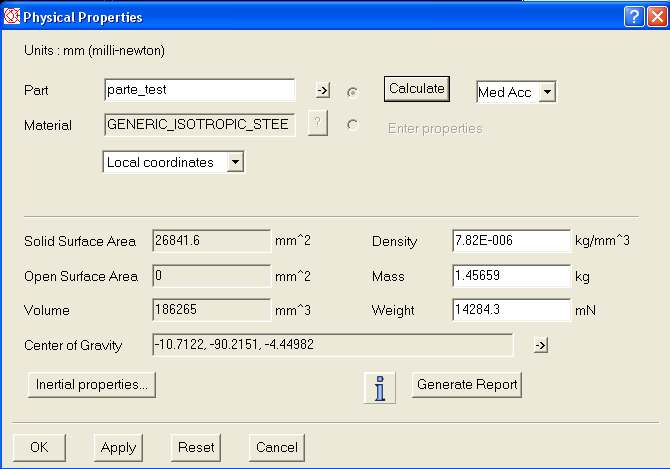 Physical Properties
Units : mm (milli-newton)
Part parte_test -> Calculate Med Acc
Material GENERIC_ISOTROPIC_STEE ? Enter properties
Local coordinates
Solid Surface Area 26841.6 mm^2 Density 7.82E-006 kg/mm^3
Open Surface Area 0 mm^2 Mass 1.45659 kg
Volume 186265 mm^3 Weight 14284.3 mN
Center of Gravity -10.7122, -90.2151, -4.44982 ->
Inertial properties... i Generate Report
OK Apply Reset Cancel